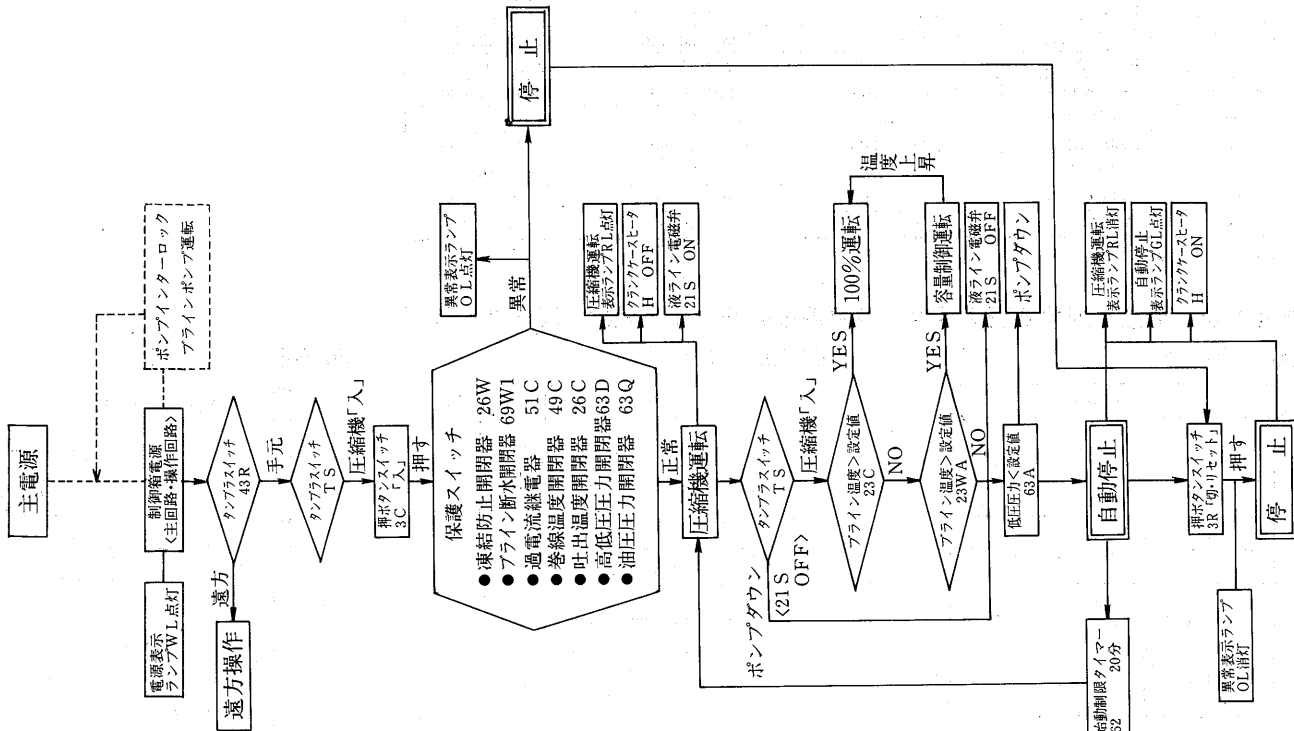 主電源
ポンプインターロック
ブラインポンプ運転
制御箱電源
<主回路・操作回路>
電源表示
ランプWL点灯
タンブラスイッチ
43R
遠方
遠方操作
手元
タンブラスイッチ
TS
圧縮機「入」
押ボタンスイッチ
3C「入」
押す
保護スイッチ
●凍結防止開閉器 26W
●ブライン断水開閉器 69W1
●過電流継電器 51C
●巻線温度開閉器 49C
●吐出温度開閉器 26C
●高低圧圧力開閉器63D
●油圧圧力開閉器 63Q
異常
異常表示ランプ
OL点灯
停 止
正常
圧縮機運転
圧縮機運転
表示ランプRL点灯
クランクケースヒータ
H OFF
液ライン電磁弁
21S ON
タンブラスイッチ
TS
ポンプダウン
<21S
OFF>
圧縮機「入」
ブライン温度>設定値
23C
YES
100%運転
温度上昇
NO
ブライン温度>設定値
23WA
YES
容量制御運転
NO
液ライン電磁弁
21S OFF
ポンプダウン
低圧圧力<設定値
63A
自動停止
圧縮機運転
表示ランプRL消灯
自動停止
表示ランプGL点灯
クランクケースヒータ
H ON
始動制限タイマー
62 20分
押ボタンスイッチ
3R「切・リセット」
押す
異常表示ランプ
OL消灯
停 止